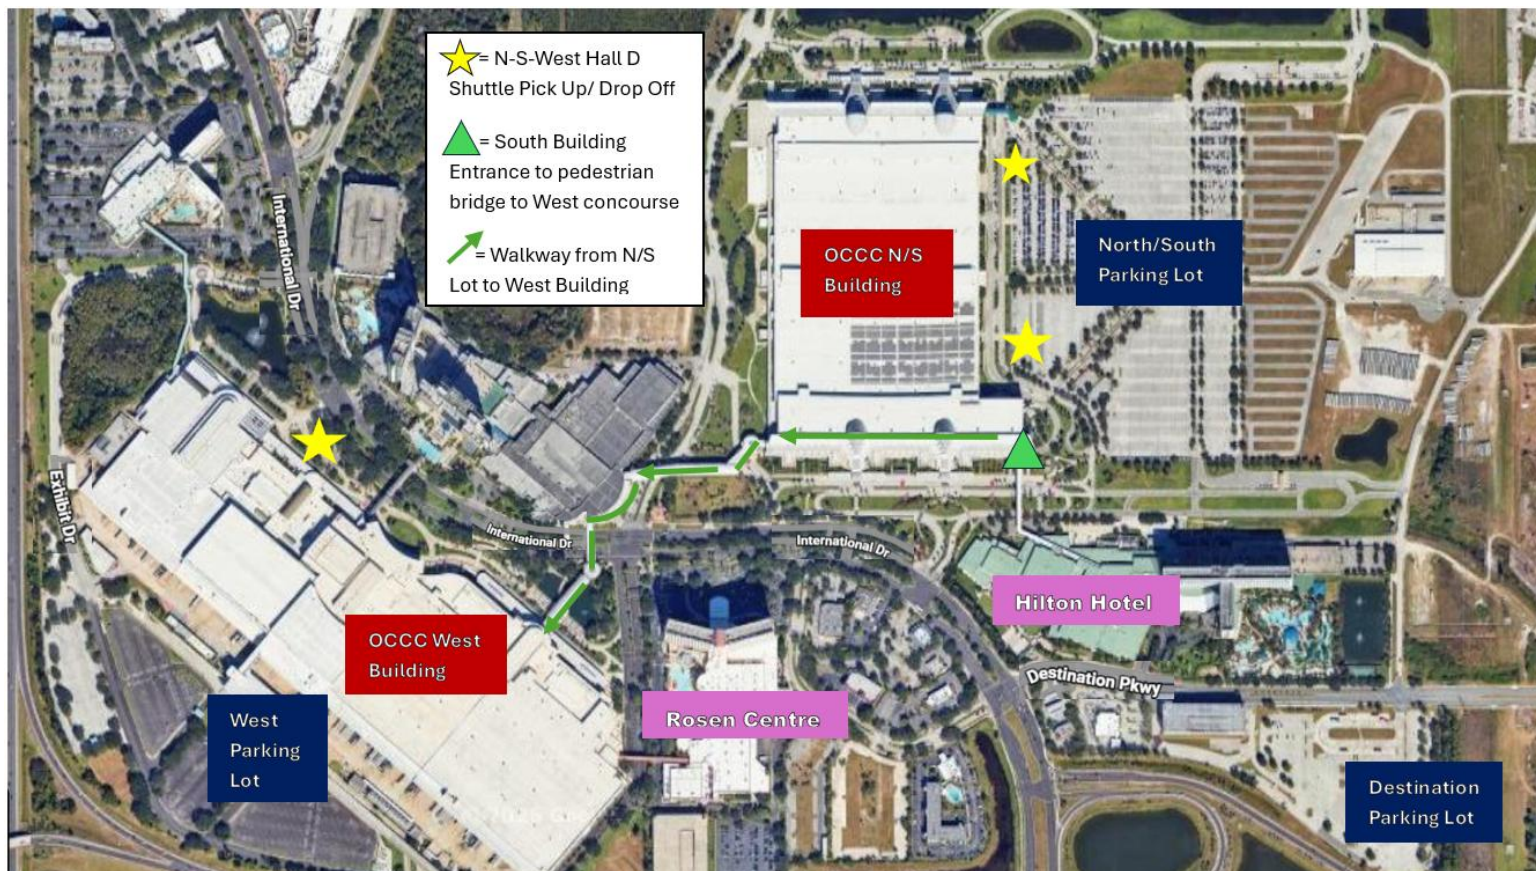 = N-S-West Hall D
Shuttle Pick Up/ Drop Off
= South Building
Entrance to pedestrian
bridge to West concourse
= Walkway from N/S
Lot to West Building
International Dr
OCCC N/S
Building
North/South
Parking Lot
Exhibit Dr
International Dr
International Dr
Hilton Hotel
OCCC West
Building
Destination Pkwy
Rosen Centre
West
Parking
Lot
Destination
Parking Lot